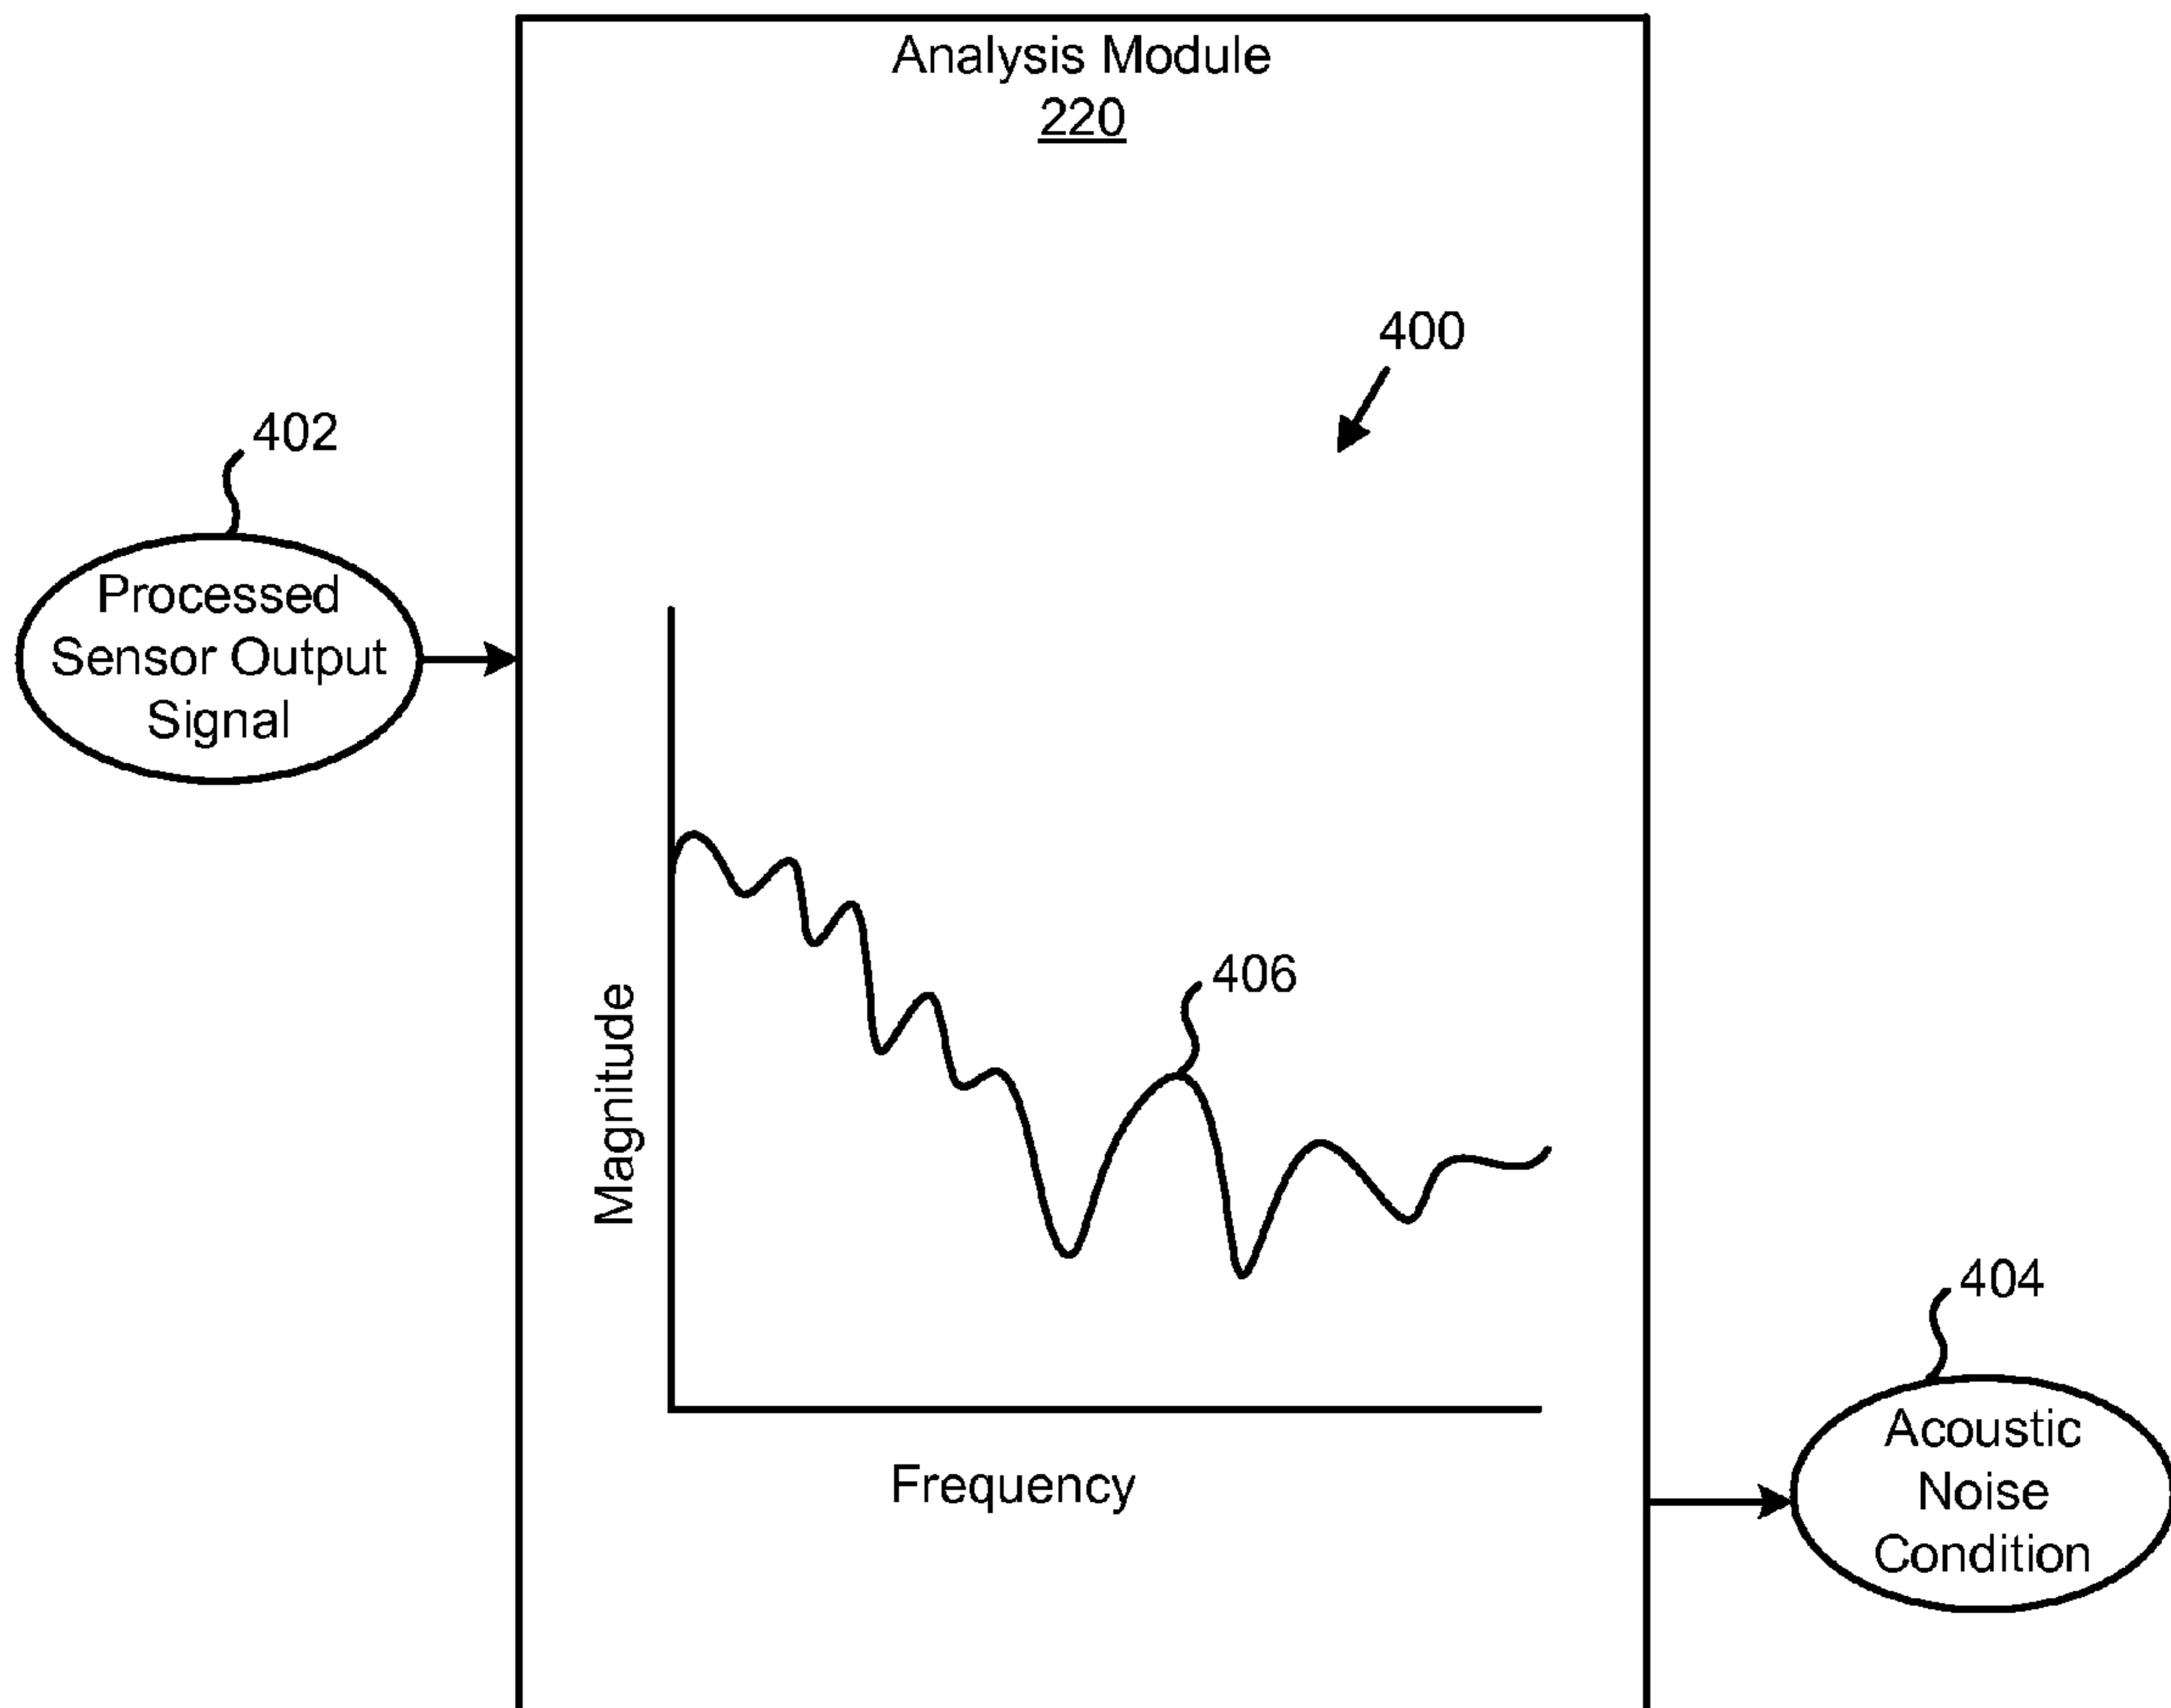 Analysis Module
220
400
402
Processed
Sensor Output
Signal
406
Magnitude
Frequency
404
Acoustic
Noise
Condition